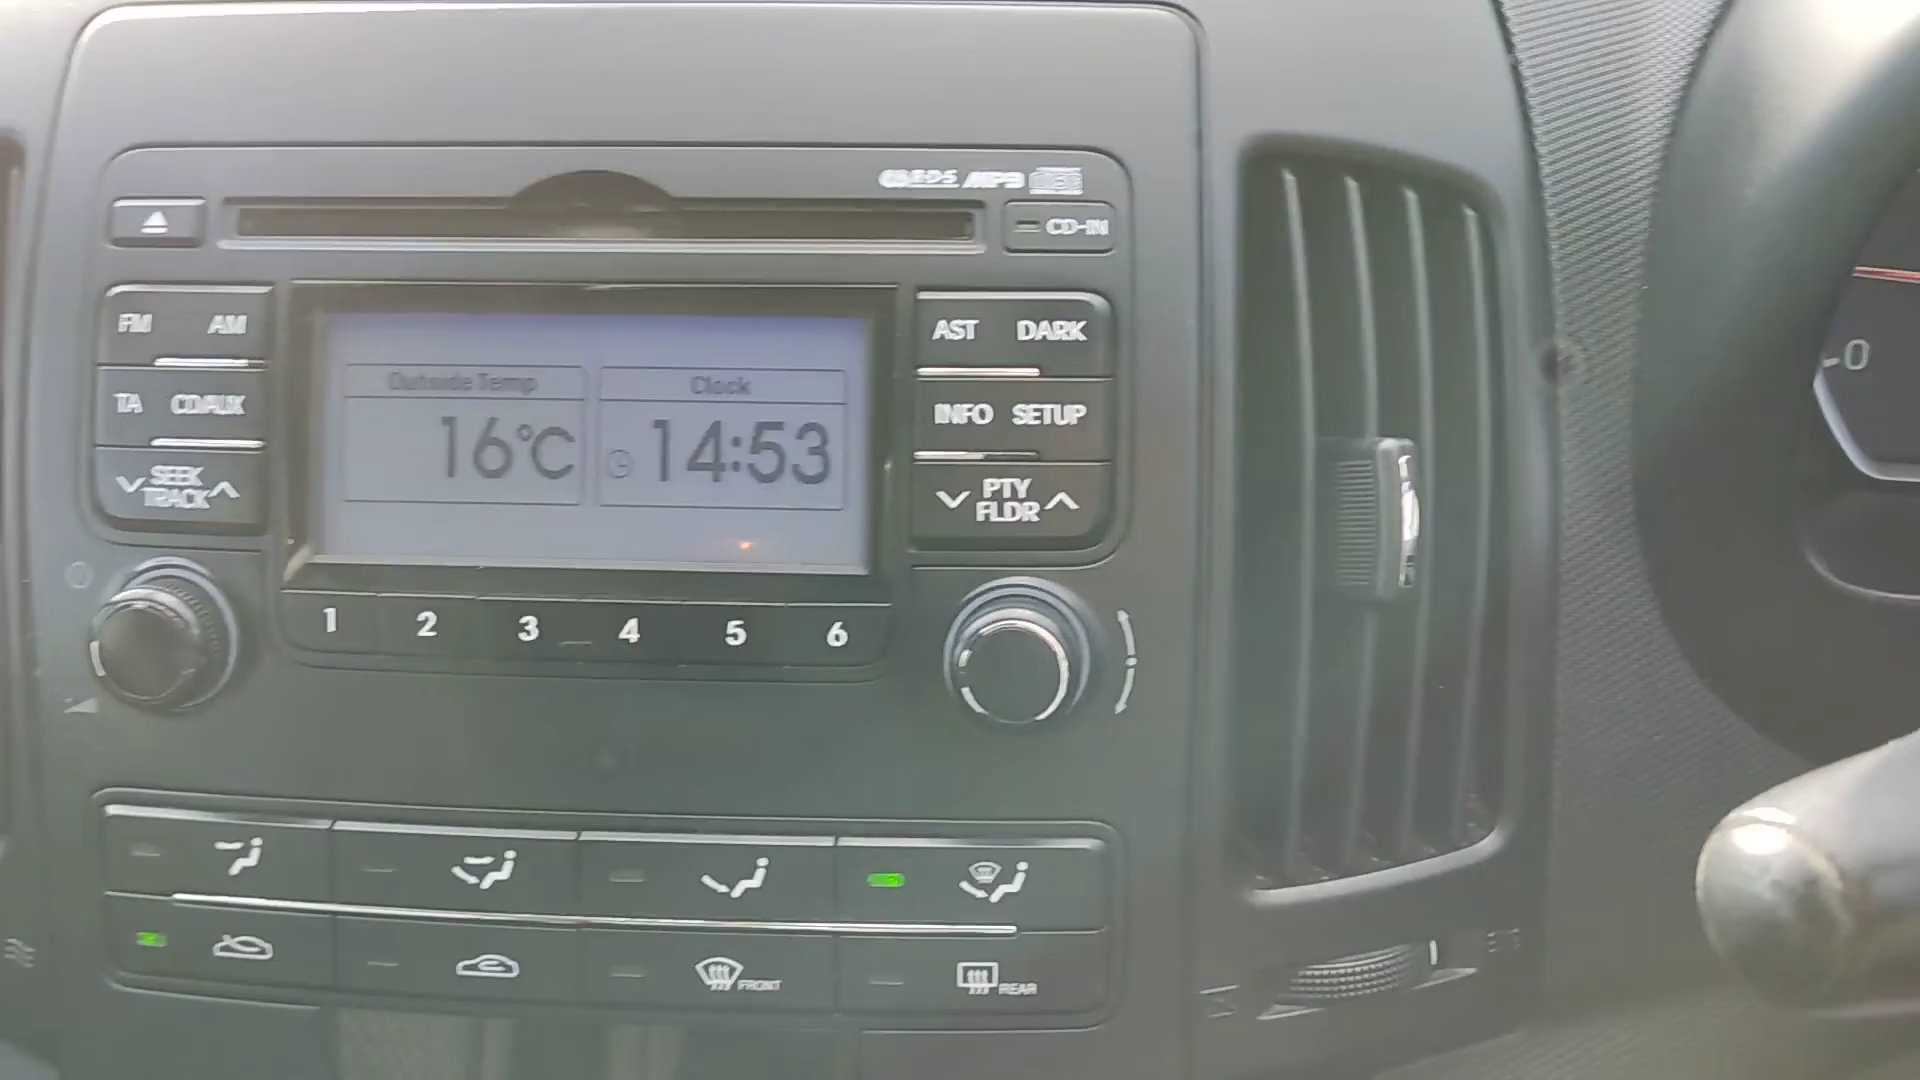 RDS MP3
CD-IN
FM AM
AST DARK
TA CD/AUX
INFO SETUP
SEEK
TRACK
PTY
FLDR
Outside Temp
Clock
16°C
14:53
1 2 3 4 5 6
FRONT
REAR
0